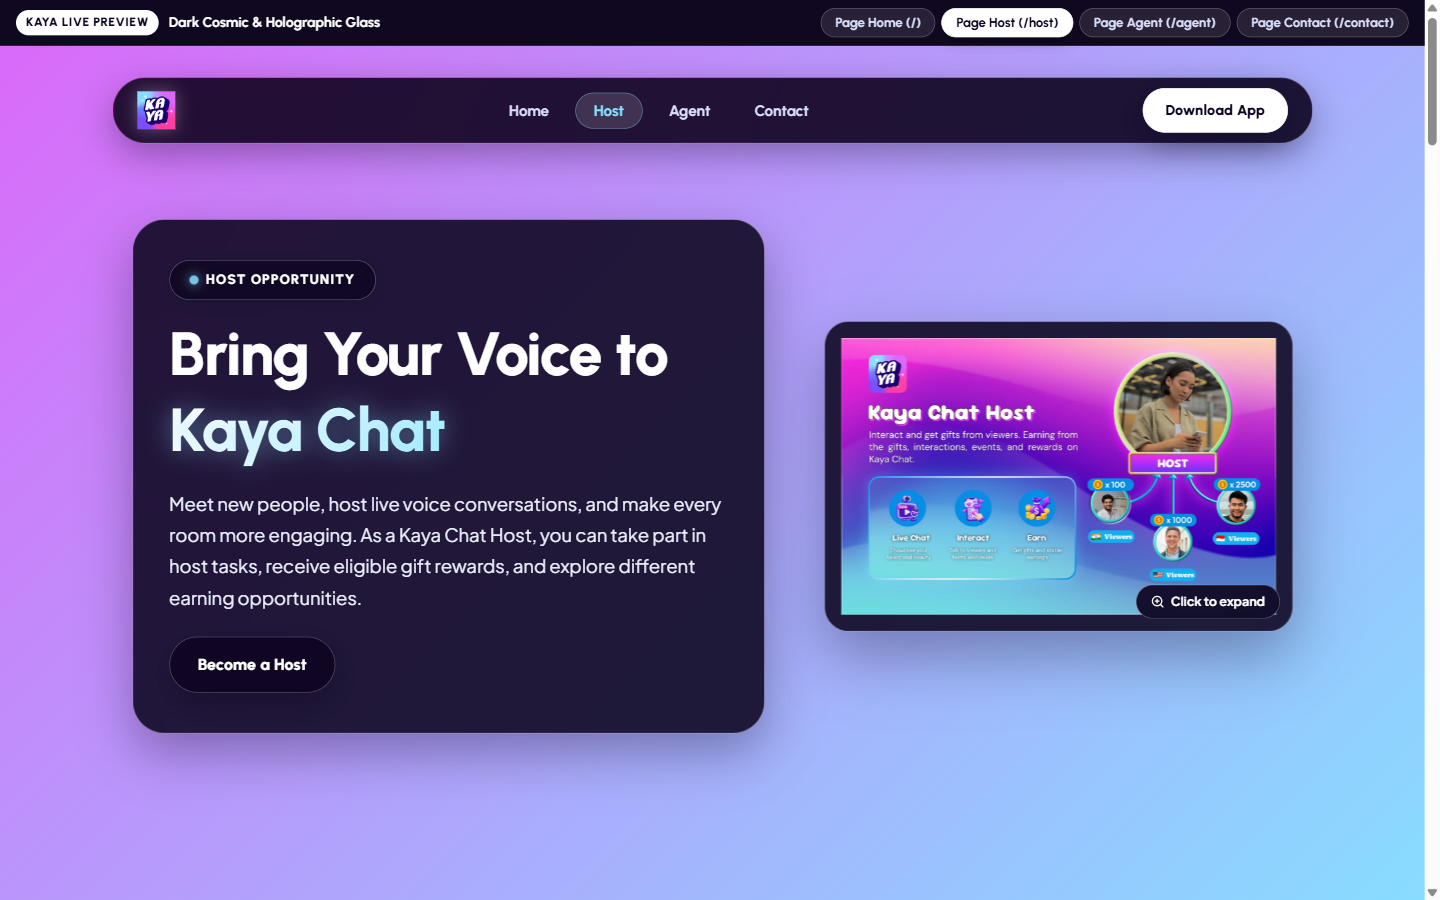 KAYA LIVE PREVIEW
Dark Cosmic & Holographic Glass
Page Home (/)
Page Host (/host)
Page Agent (/agent)
Page Contact (/contact)
KA
YA
Home
Host
Agent
Contact
Download App
HOST OPPORTUNITY
Bring Your Voice to
Kaya Chat
Meet new people, host live voice conversations, and make every
room more engaging. As a Kaya Chat Host, you can take part in
host tasks, receive eligible gift rewards, and explore different
earning opportunities.
Become a Host
KA
YA
Kaya Chat Host
Interact and get gifts from viewers. Earning from
the gifts, interactions, events, and rewards on
Kaya Chat.
Live Chat
Interact
Earn
HOST
x 100
x 2500
x 1000
Viewers
Viewers
Viewers
Click to expand